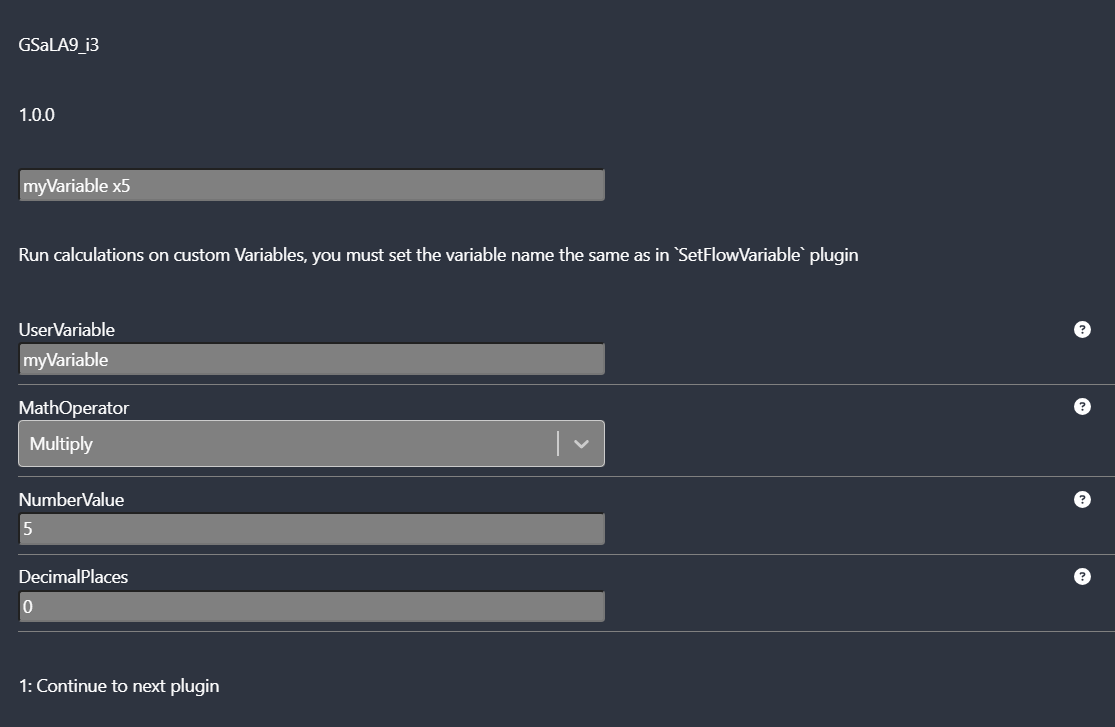 GSaLA9_i3
1.0.0
myVariable x5
Run calculations on custom Variables, you must set the variable name the same as in `SetFlowVariable` plugin
UserVariable
?
myVariable
MathOperator
?
Multiply
NumberValue
?
5
DecimalPlaces
?
0
1: Continue to next plugin